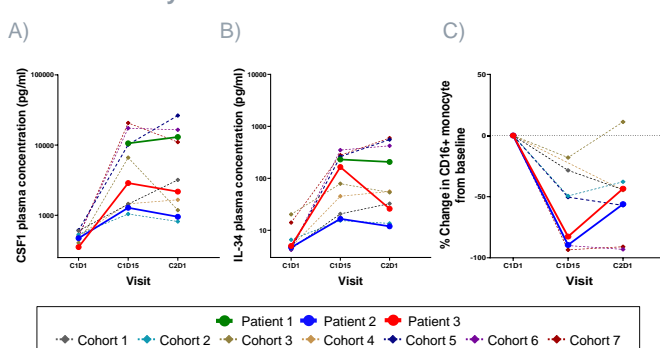 A)
B)
C)
CSF1 plasma concentration (pg/ml)
100000
10000
1000
C1D1 C1D15 C2D1
Visit
IL-34 plasma concentration (pg/ml)
10000
1000
100
10
C1D1 C1D15 C2D1
Visit
% Change in CD16+ monocyte
from baseline
50
0
-50
-100
C1D1 C1D15 C2D1
Visit
Patient 1 Patient 2 Patient 3
Cohort 1 Cohort 2 Cohort 3 Cohort 4 Cohort 5 Cohort 6 Cohort 7